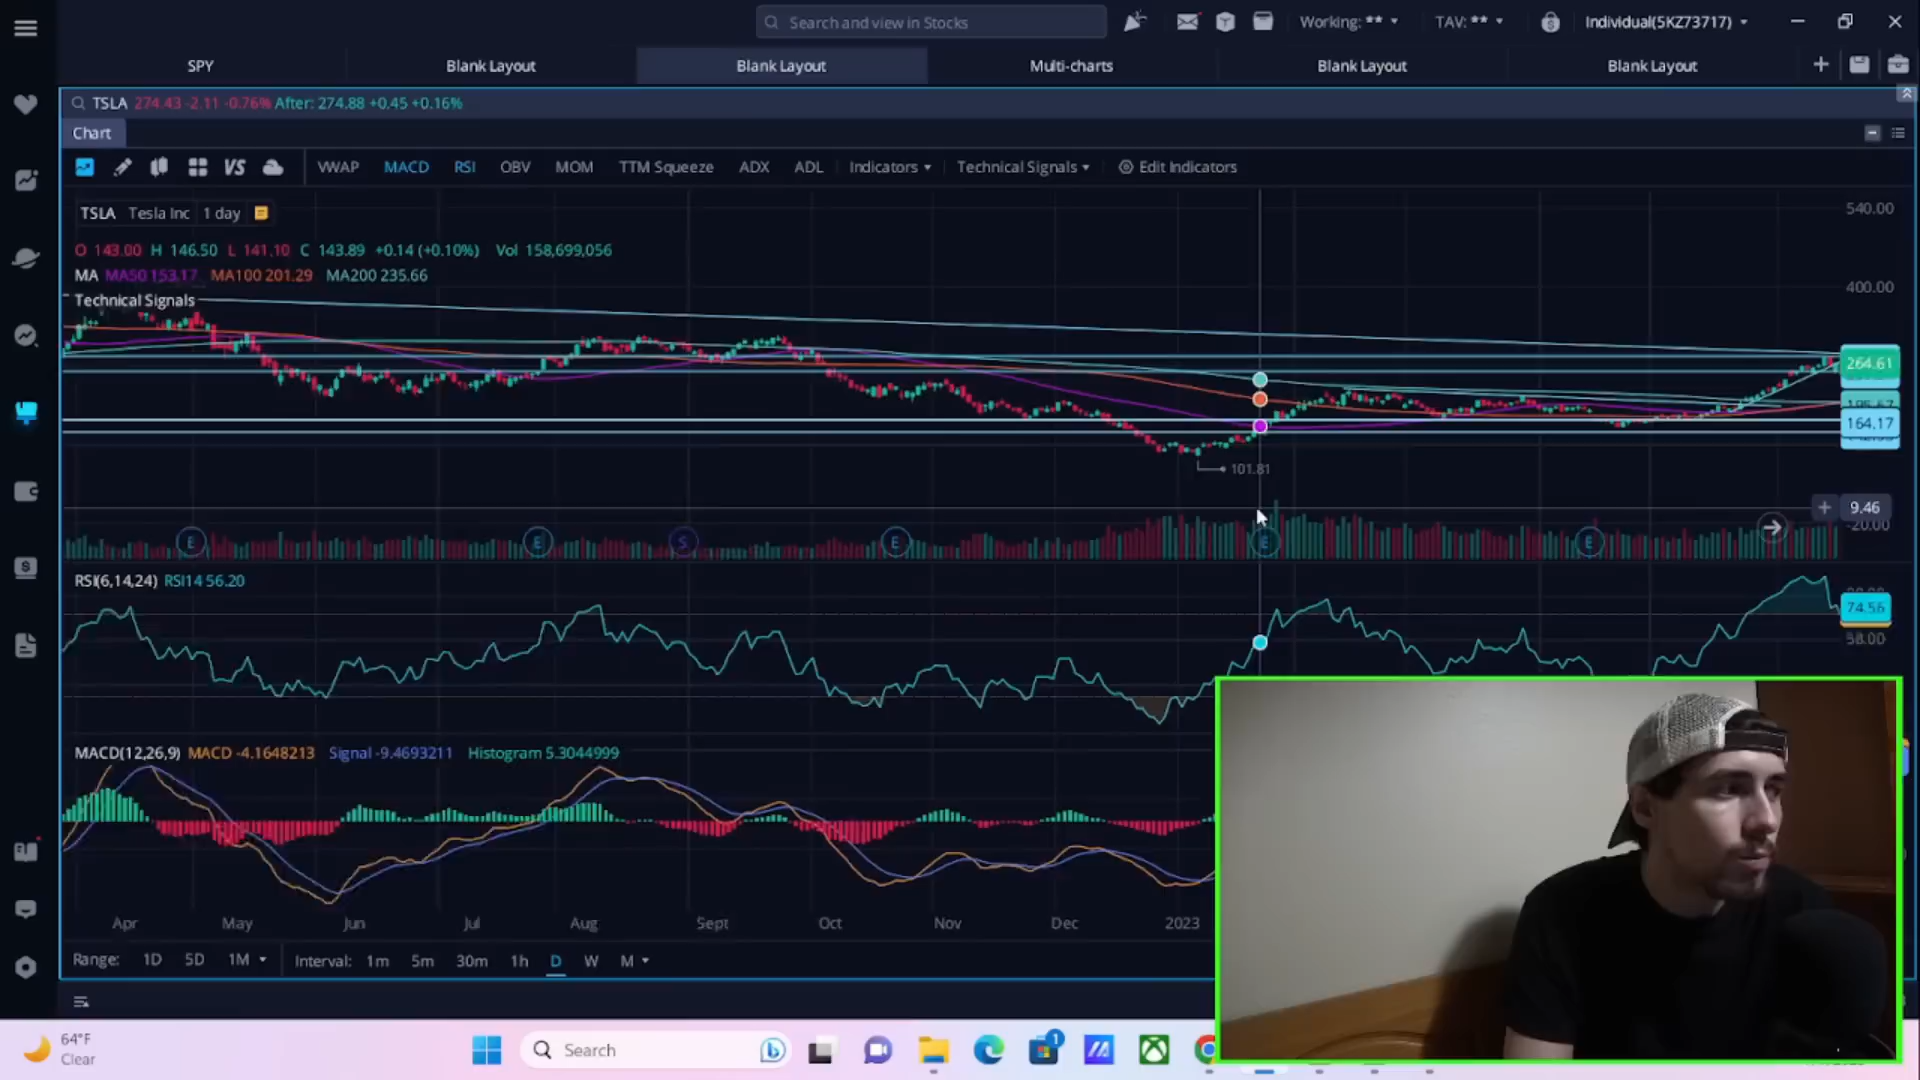 Search and view in Stocks
Working: ** TAV: ** Individual(5KZ73717)
SPY Blank Layout Blank Layout Multi-charts Blank Layout Blank Layout
TSLA 274.43 -2.11 -0.76% After: 274.88 +0.45 +0.16%
Chart
VWAP MACD RSI OBV MOM TTM Squeeze ADX ADL Indicators Technical Signals Edit Indicators
TSLA Tesla Inc 1 day
540.00
O 143.00 H 146.50 L 141.10 C 143.89 +0.14 (+0.10%) Vol 158,699,056
MA MA50 153.17 MA100 201.29 MA200 235.66
400.00
Technical Signals
264.61
164.17
101.81
9.46
-20.00
E E S E E E
RSI(6,14,24) RSI14 56.20
74.56
58.00
MACD(12,26,9) MACD -4.1648213 Signal -9.4693211 Histogram 5.3044999
Apr May Jun Jul Aug Sept Oct Nov Dec 2023
Range: 1D 5D 1M Interval: 1m 5m 30m 1h D W M
64°F
Clear
Search
1